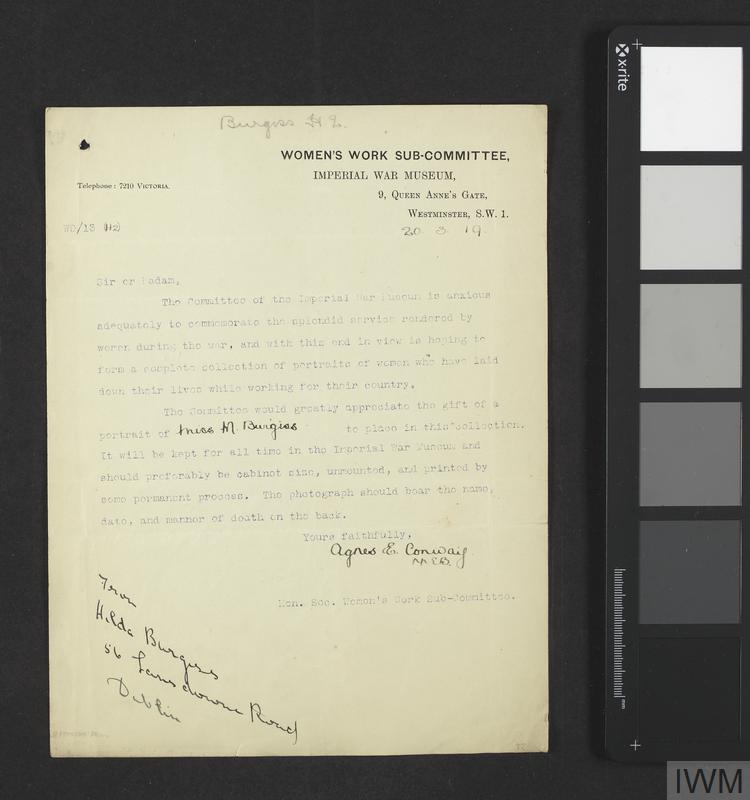 Burgess H L.
WOMEN'S WORK SUB-COMMITTEE,
IMPERIAL WAR MUSEUM,
Telephone: 7210 VICTORIA.
9, QUEEN ANNE'S GATE,
WESTMINSTER, S.W. 1.
WD/13 (H2)
20 3 19.
Sir or Madam,
The Committee of the Imperial War Museum is anxious
adequately to commemorate the splendid service rendered by
women during the war, and with this end in view is hoping to
form a complete collection of portraits of women who have laid
down their lives while working for their country.
The Committee would greatly appreciate the gift of a
portrait of Miss M. Burgess to place in this collection.
It will be kept for all time in the Imperial War Museum and
should preferably be cabinet size, unmounted, and printed by
some permanent process. The photograph should bear the name,
date, and manner of death on the back.
Yours faithfully,
Agnes E. Conway
Hon. Sec. Women's Work Sub-Committee.
From
Hilda Burgess
56 Lansdowne Road
Dublin
x-rite
mm
IWM